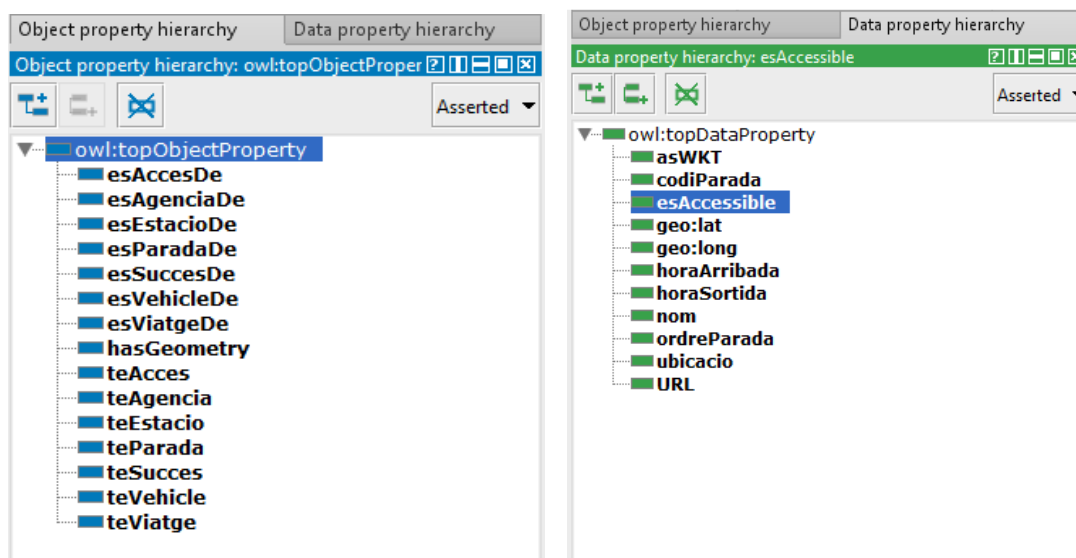 Object property hierarchy
Data property hierarchy
Object property hierarchy: owl:topObjectProper
Asserted
owl:topObjectProperty
esAccesDe
esAgenciaDe
esEstacioDe
esParadaDe
esSuccesDe
esVehicleDe
esViatgeDe
hasGeometry
teAcces
teAgencia
teEstacio
teParada
teSucces
teVehicle
teViatge
Object property hierarchy
Data property hierarchy
Data property hierarchy: esAccessible
Asserted
owl:topDataProperty
asWKT
codiParada
esAccessible
geo:lat
geo:long
horaArribada
horaSortida
nom
ordreParada
ubicacio
URL